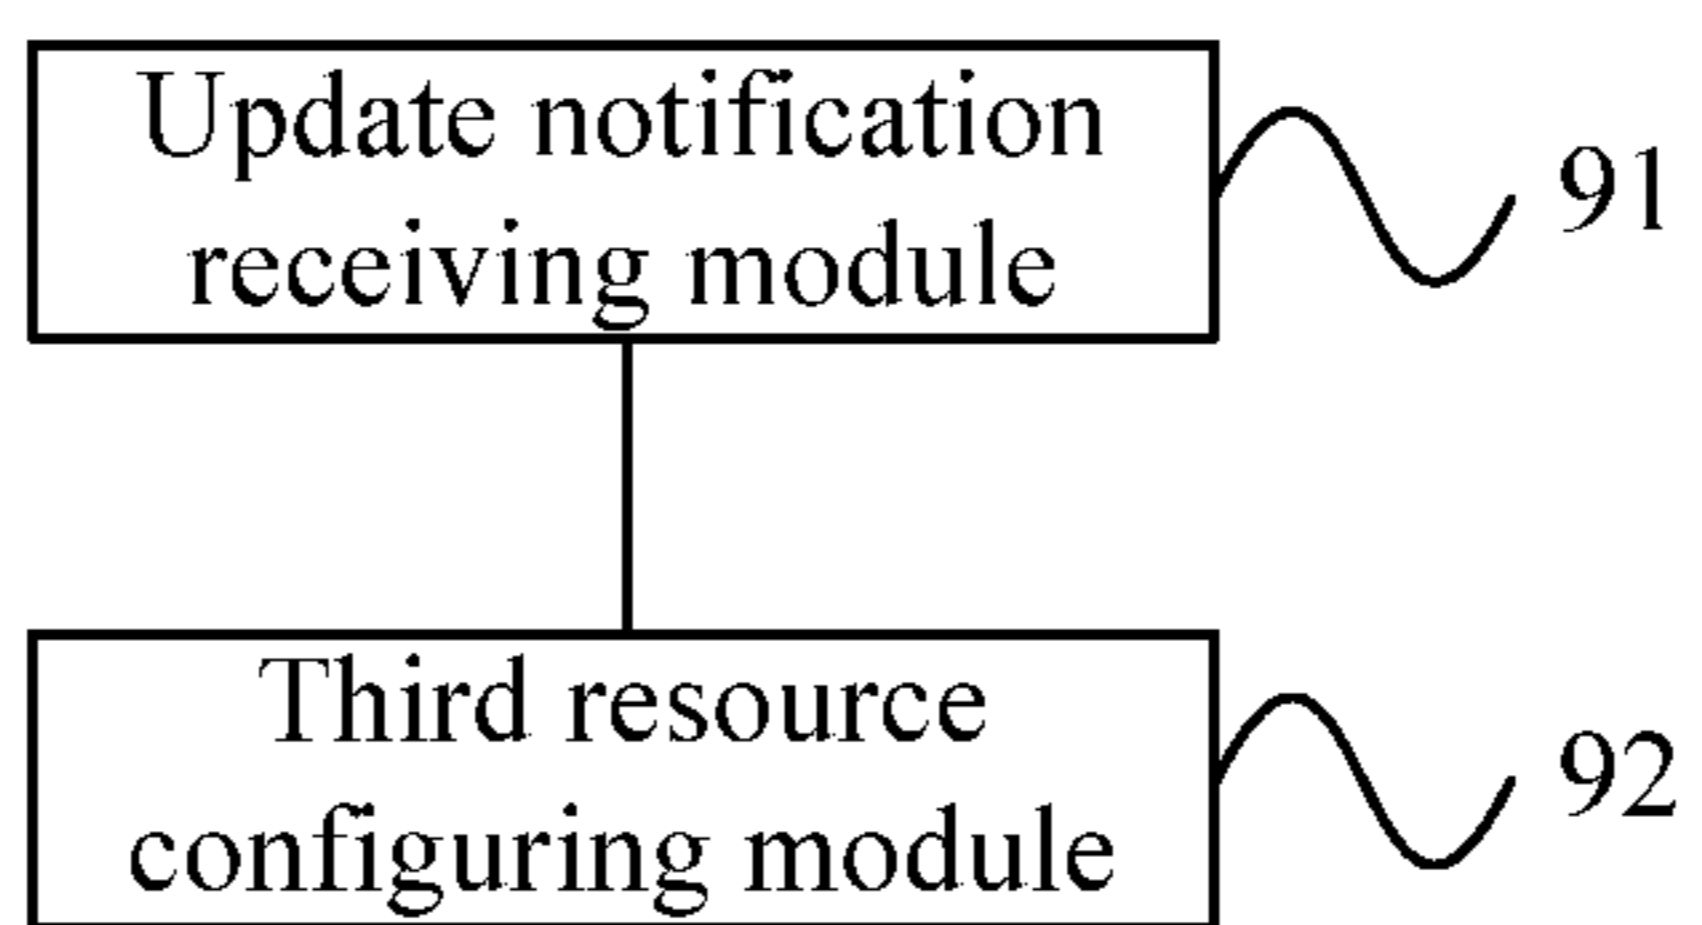 Update notification
receiving module
91
Third resource
configuring module
92